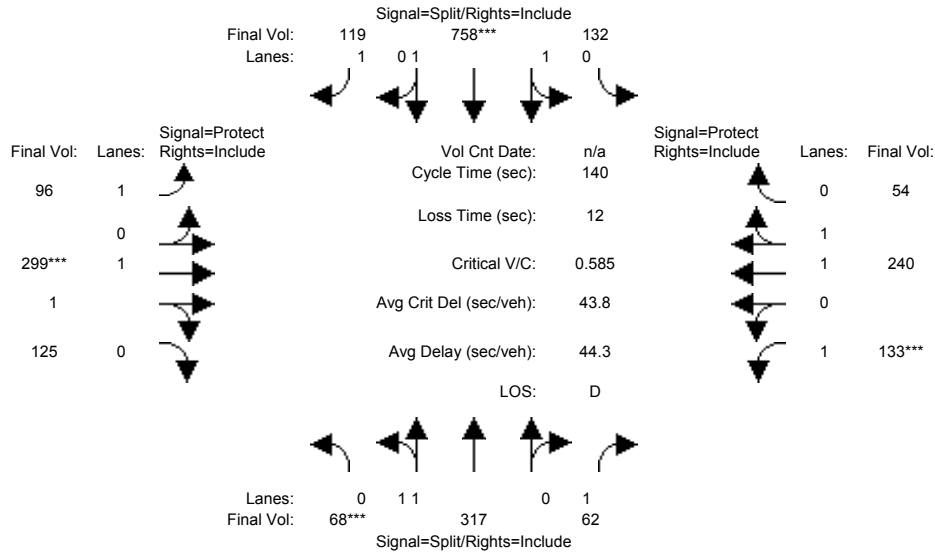 Signal=Split/Rights=Include
Final Vol: 119 758*** 132
Lanes: 1 0 1 1 0
Signal=Protect Signal=Protect
Final Vol: Lanes: Rights=Include Vol Cnt Date: n/a Rights=Include Lanes: Final Vol:
Cycle Time (sec): 140
96 1 0 54
Loss Time (sec): 12
0 1
299*** 1 Critical V/C: 0.585 1 240
1 Avg Crit Del (sec/veh): 43.8 0
125 0 Avg Delay (sec/veh): 44.3 1 133***
LOS: D
Lanes: 0 1 1 0 1
Final Vol: 68*** 317 62
Signal=Split/Rights=Include